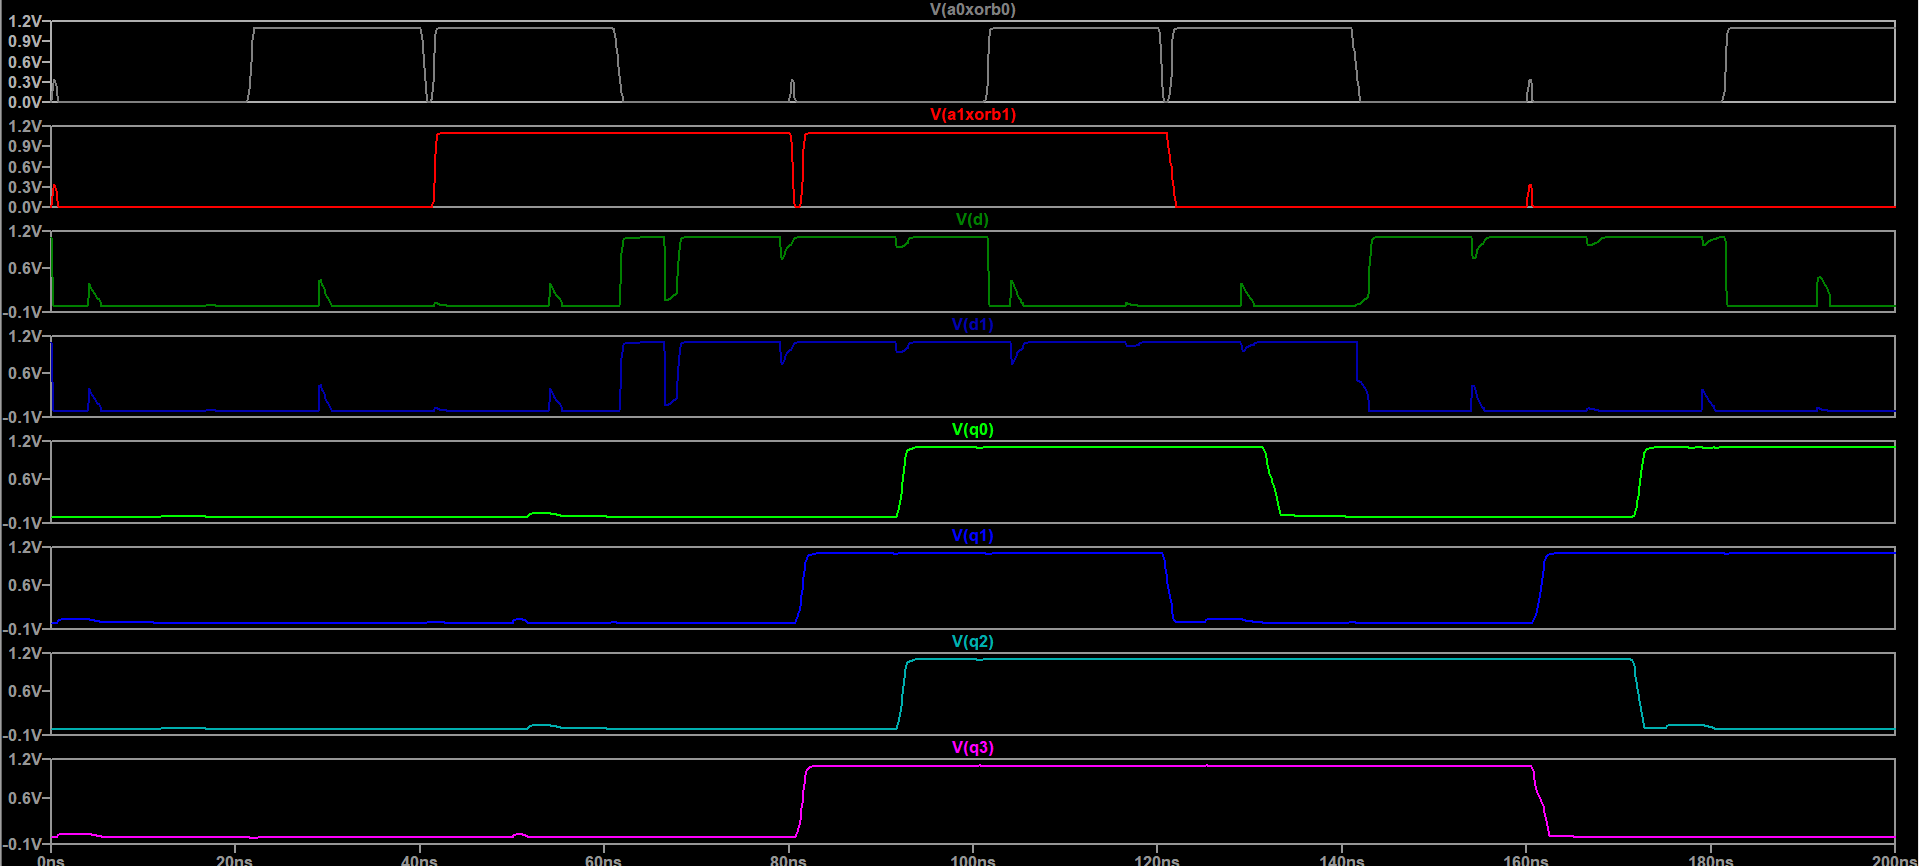 V(a0xorb0)
1.2V
0.9V
0.6V
0.3V
0.0V
V(a1xorb1)
1.2V
0.9V
0.6V
0.3V
0.0V
V(d)
1.2V
0.6V
-0.1V
V(d1)
1.2V
0.6V
-0.1V
V(q0)
1.2V
0.6V
-0.1V
V(q1)
1.2V
0.6V
-0.1V
V(q2)
1.2V
0.6V
-0.1V
V(q3)
1.2V
0.6V
-0.1V
0ns 20ns 40ns 60ns 80ns 100ns 120ns 140ns 160ns 180ns 200ns